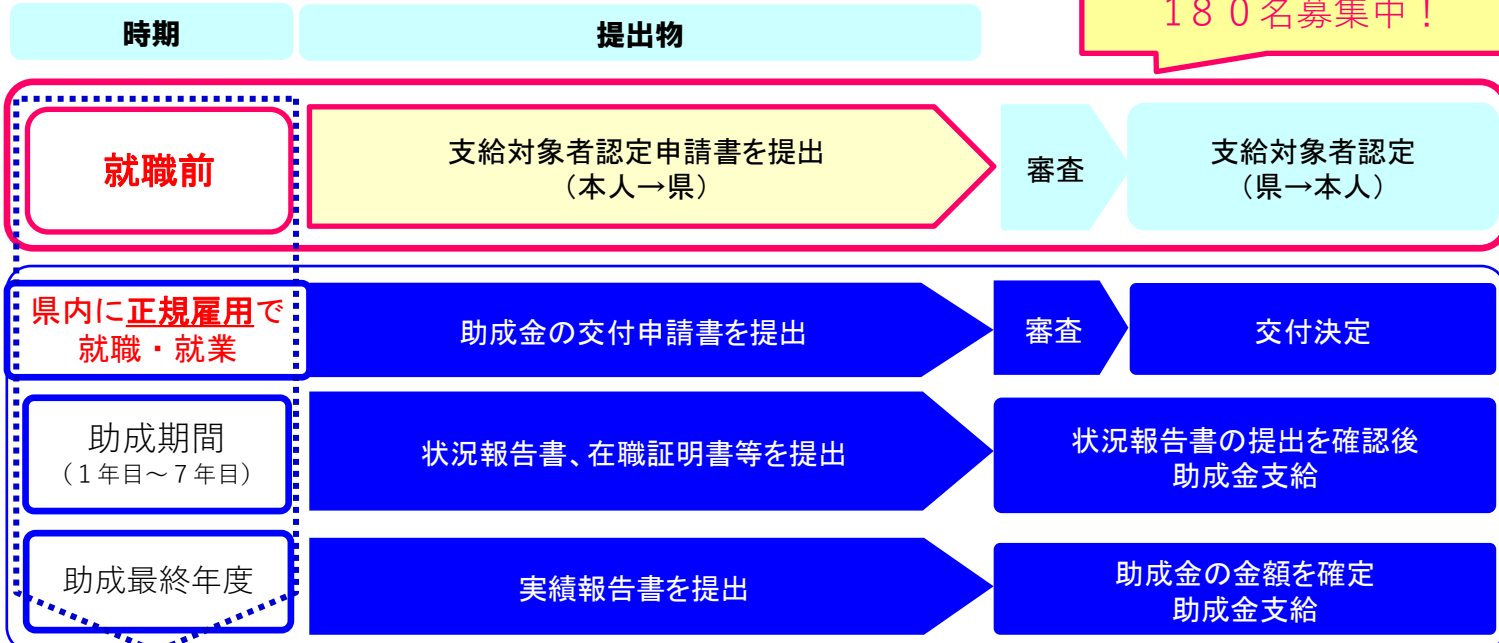 時期
提出物
180名募集中！
就職前
支給対象者認定申請書を提出
（本人→県）
審査
支給対象者認定
（県→本人）
県内に正規雇用で
就職・就業
助成金の交付申請書を提出
審査
交付決定
助成期間
（１年目～７年目）
状況報告書、在職証明書等を提出
状況報告書の提出を確認後
助成金支給
助成最終年度
実績報告書を提出
助成金の金額を確定
助成金支給